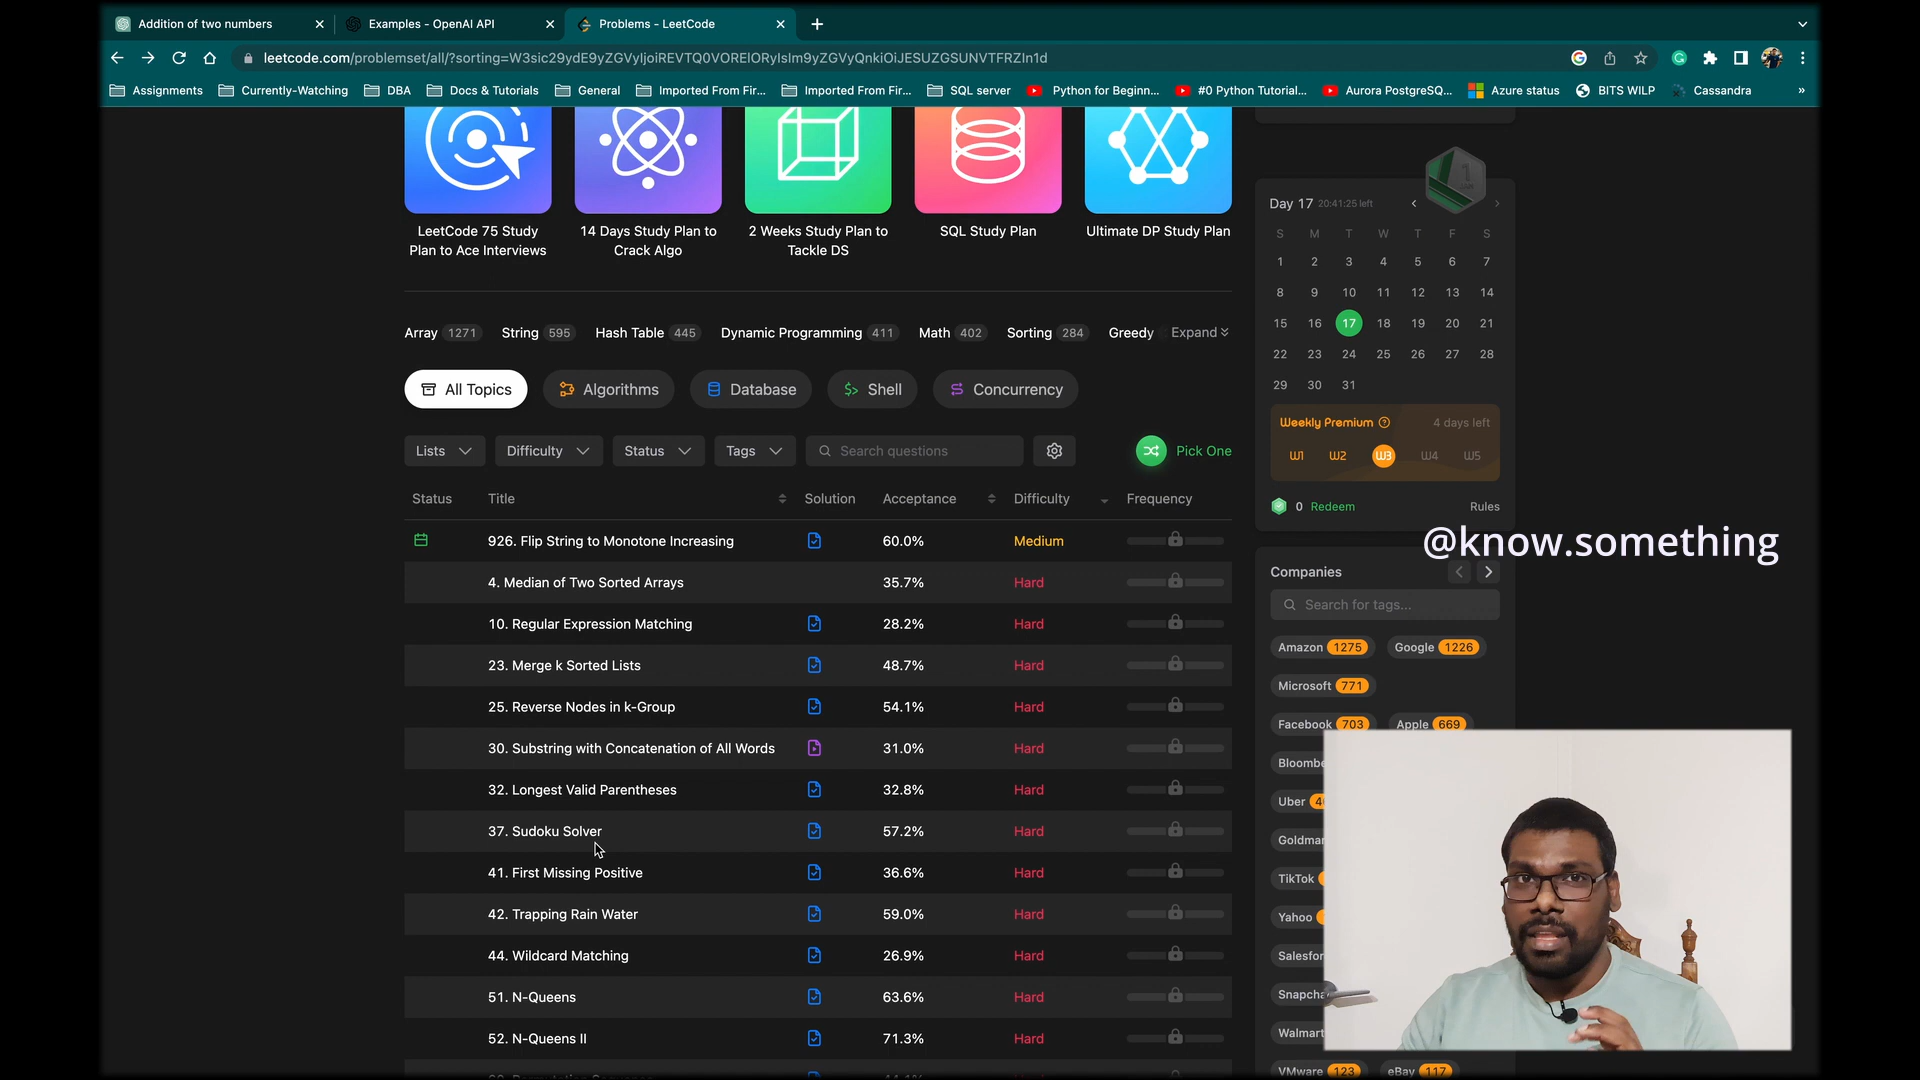 Addition of two numbers
Examples - OpenAI API
Problems - LeetCode
leetcode.com/problemset/all/?sorting=W3sic29ydE9yZGVyIjoiREVTQ0VORElORyIsIm9yZGVyQnkiOiJESUZGSUNVTFRZIn1d
Assignments
Currently-Watching
DBA
Docs & Tutorials
General
Imported From Fir...
Imported From Fir...
SQL server
Python for Beginn...
#0 Python Tutorial...
Aurora PostgreSQ...
Azure status
BITS WILP
Cassandra
LeetCode 75 Study
Plan to Ace Interviews
14 Days Study Plan to
Crack Algo
2 Weeks Study Plan to
Tackle DS
SQL Study Plan
Ultimate DP Study Plan
Array 1271 String 595 Hash Table 445 Dynamic Programming 411 Math 402 Sorting 284 Greedy Expand
All Topics Algorithms Database Shell Concurrency
Lists Difficulty Status Tags Search questions Pick One
Status Title Solution Acceptance Difficulty Frequency
926. Flip String to Monotone Increasing 60.0% Medium
4. Median of Two Sorted Arrays 35.7% Hard
10. Regular Expression Matching 28.2% Hard
23. Merge k Sorted Lists 48.7% Hard
25. Reverse Nodes in k-Group 54.1% Hard
30. Substring with Concatenation of All Words 31.0% Hard
32. Longest Valid Parentheses 32.8% Hard
37. Sudoku Solver 57.2% Hard
41. First Missing Positive 36.6% Hard
42. Trapping Rain Water 59.0% Hard
44. Wildcard Matching 26.9% Hard
51. N-Queens 63.6% Hard
52. N-Queens II 71.3% Hard
Day 17 20:41:25 left
1
JAN
S M T W T F S
1 2 3 4 5 6 7
8 9 10 11 12 13 14
15 16 17 18 19 20 21
22 23 24 25 26 27 28
29 30 31
Weekly Premium 4 days left
W1 W2 W3 W4 W5
0 Redeem Rules
@know.something
Companies
Search for tags...
Amazon 1275 Google 1226
Microsoft 771
Facebook 703 Apple 669
Bloombe
Uber
Goldmar
TikTok
Yahoo
Salesfor
Snapcha
Walmart
VMware 123 eBay 117